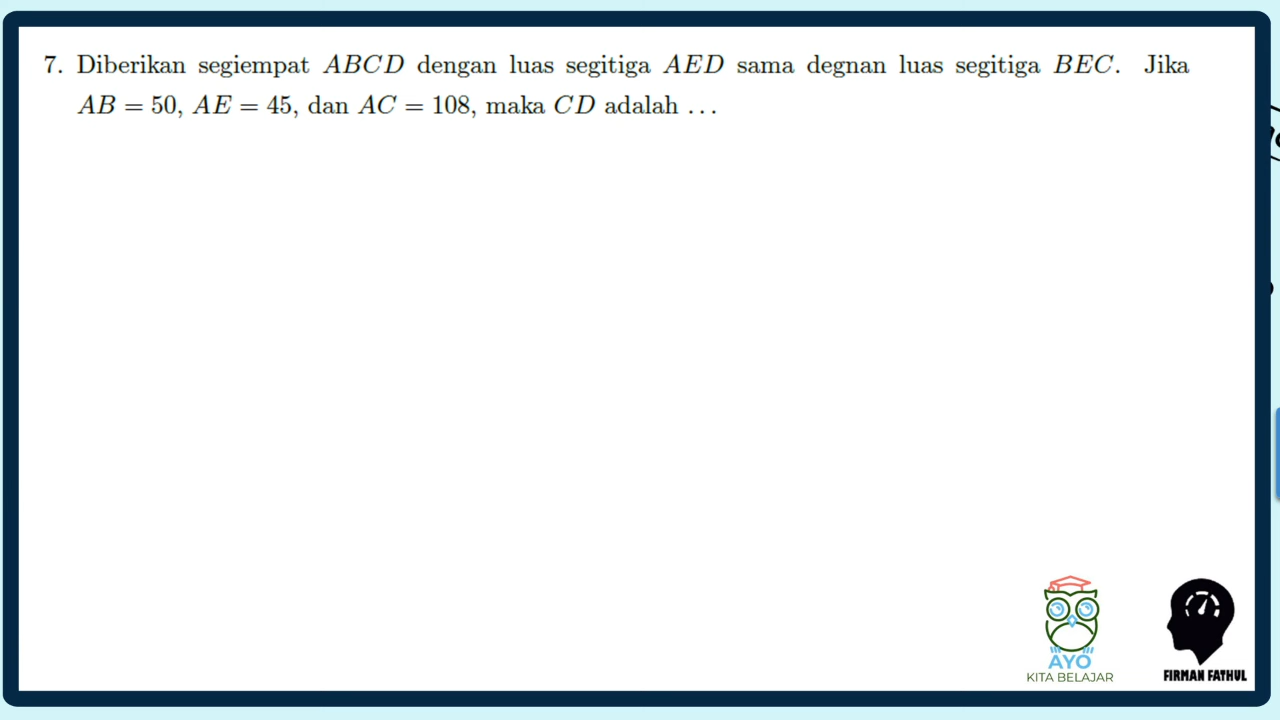 7. Diberikan segiempat ABCD dengan luas segitiga AED sama degnan luas segitiga BEC. Jika
AB = 50, AE = 45, dan AC = 108, maka CD adalah ...
AYO
KITA BELAJAR
FIRMAN FATHUL